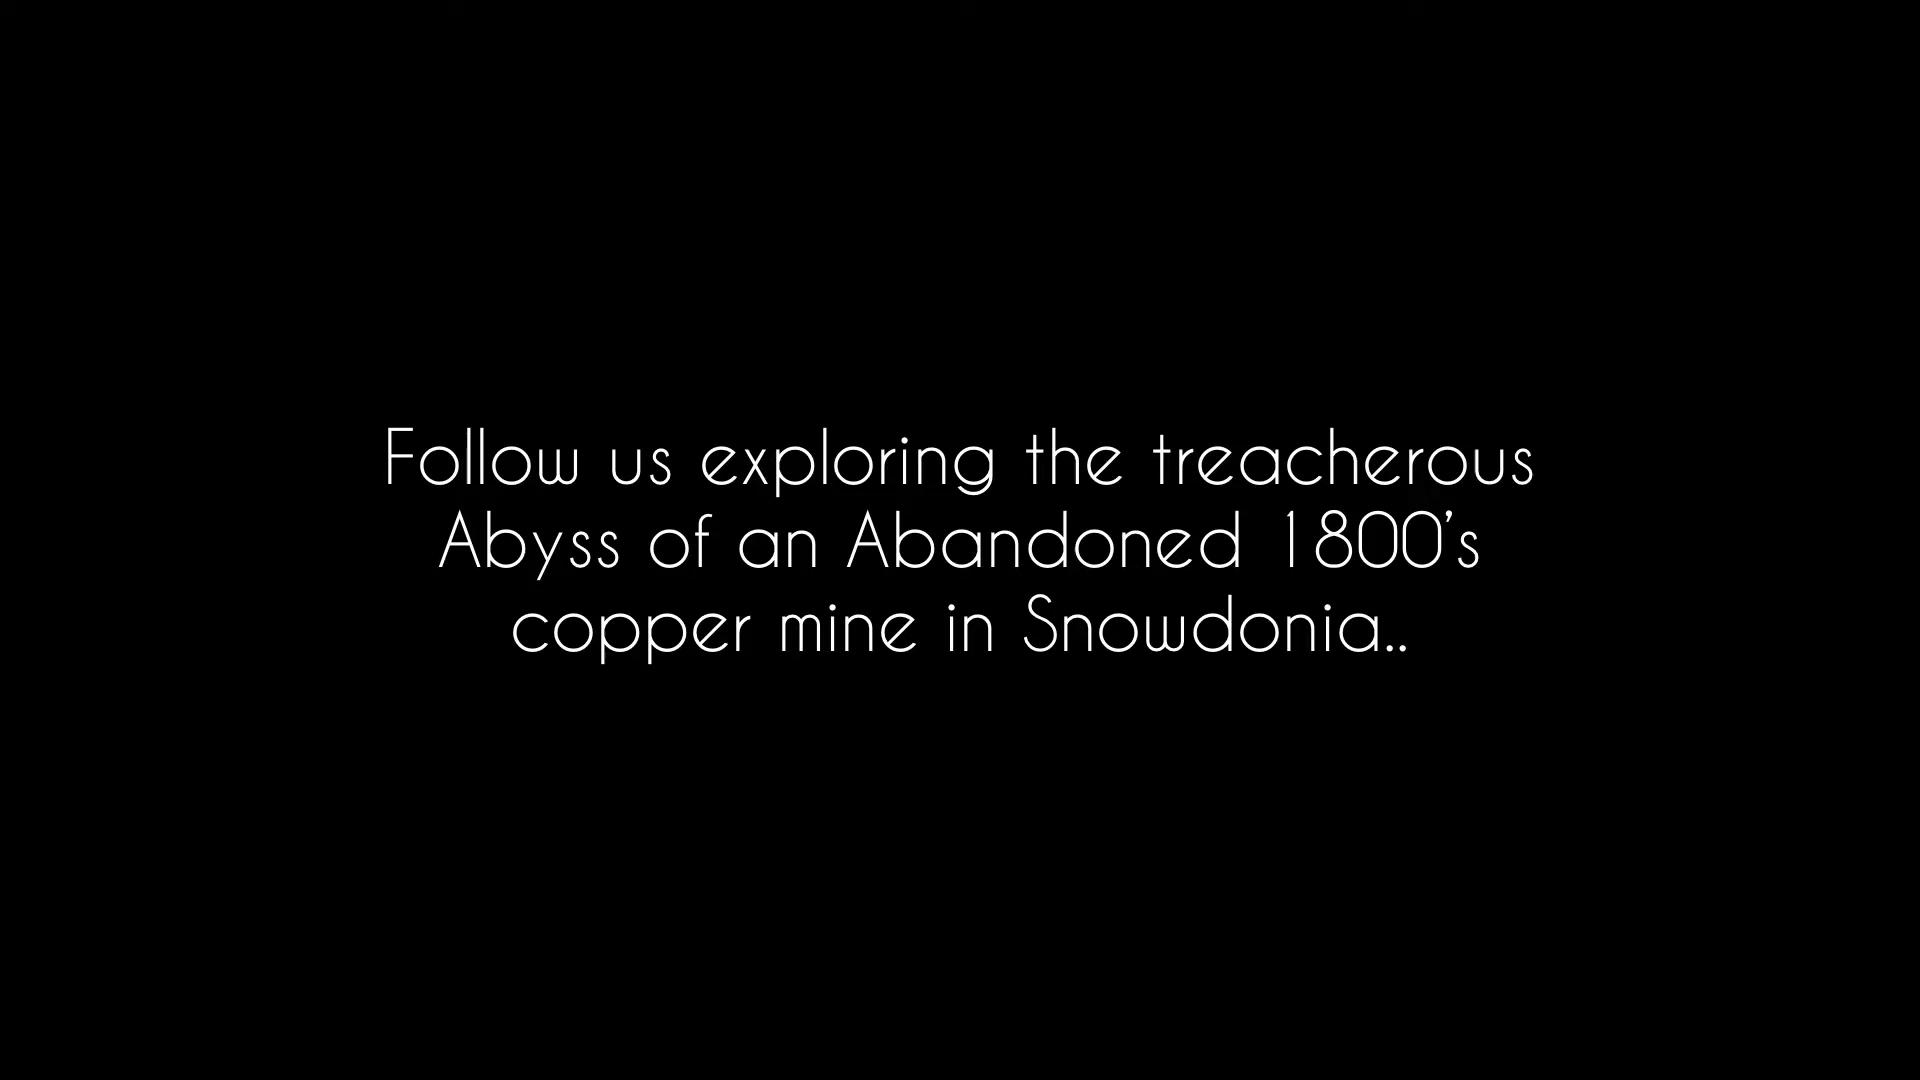 Follow us exploring the treacherous
Abyss of an Abandoned 1800's
copper mine in Snowdonia..